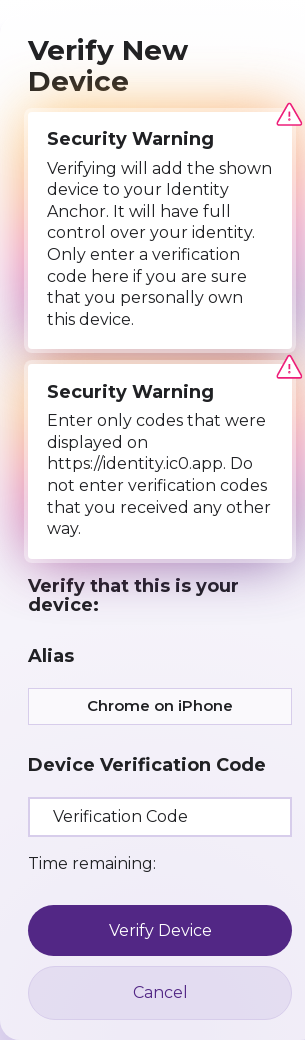 Verify New
Device
Security Warning
Verifying will add the shown
device to your Identity
Anchor. It will have full
control over your identity.
Only enter a verification
code here if you are sure
that you personally own
this device.
Security Warning
Enter only codes that were
displayed on
https://identity.ic0.app. Do
not enter verification codes
that you received any other
way.
Verify that this is your
device:
Alias
Chrome on iPhone
Device Verification Code
Verification Code
Time remaining:
Verify Device
Cancel